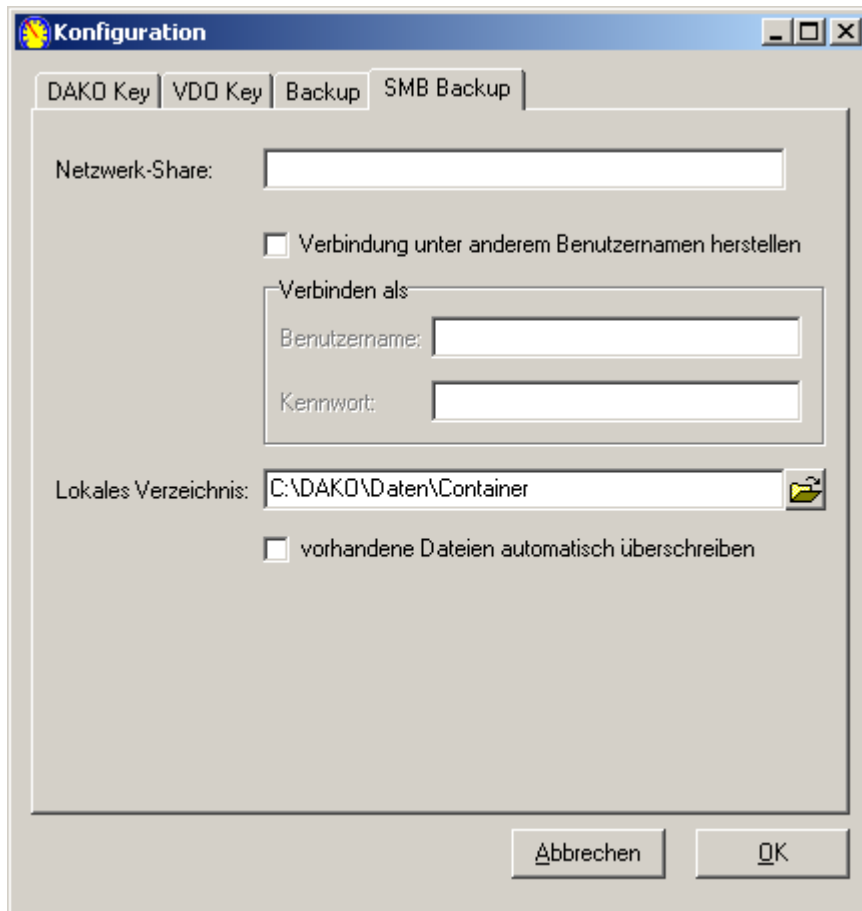 Konfiguration
DAKO Key VDO Key Backup SMB Backup
Netzwerk-Share:
Verbindung unter anderem Benutzernamen herstellen
Verbinden als
Benutzername:
Kennwort:
Lokales Verzeichnis: C:\DAKO\Daten\Container
vorhandene Dateien automatisch überschreiben
Abbrechen OK